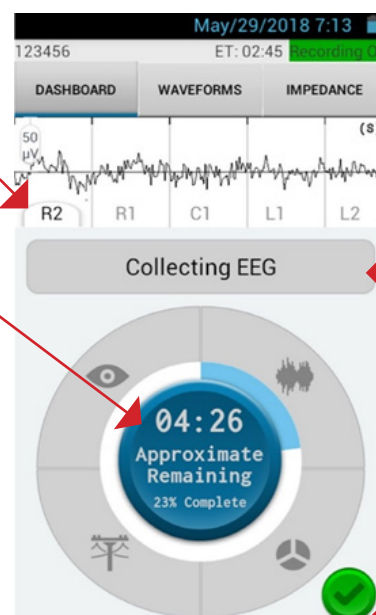 May/29/2018 7:13
123456 ET: 02:45 Recording
DASHBOARD WAVEFORMS IMPEDANCE
(S
50
µV
R2 R1 C1 L1 L2
Collecting EEG
04:26
Approximate
Remaining
23% Complete